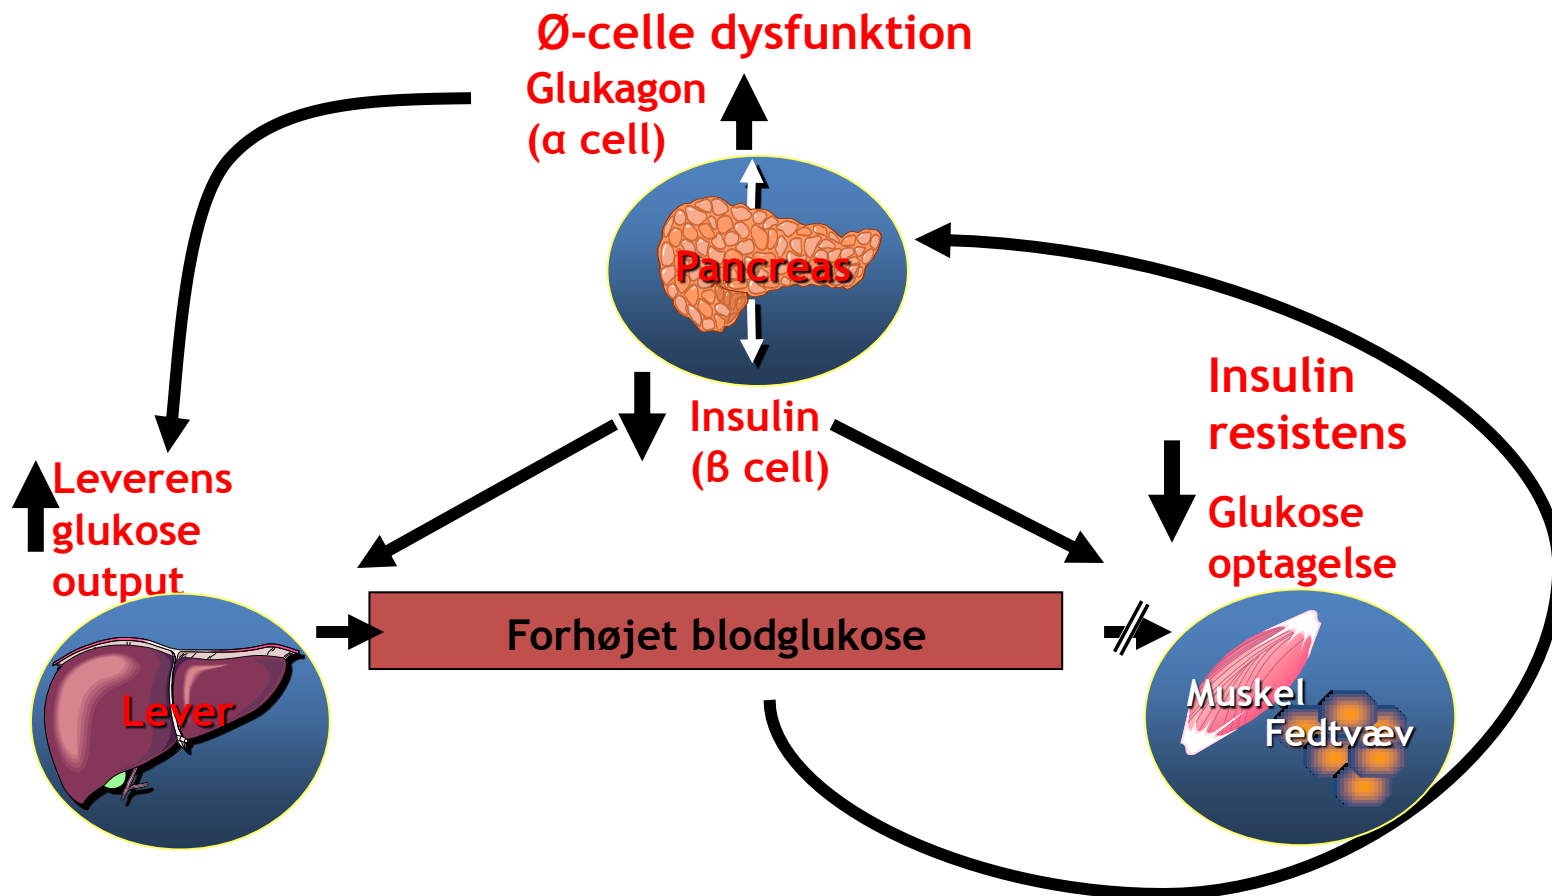 Ø-celle dysfunktion
Glukagon
(α cell)
Pancreas
Insulin
(β cell)
Insulin
resistens
Leverens
glukose
output
Glukose
optagelse
Forhøjet blodglukose
Lever
Muskel
Fedtvæv